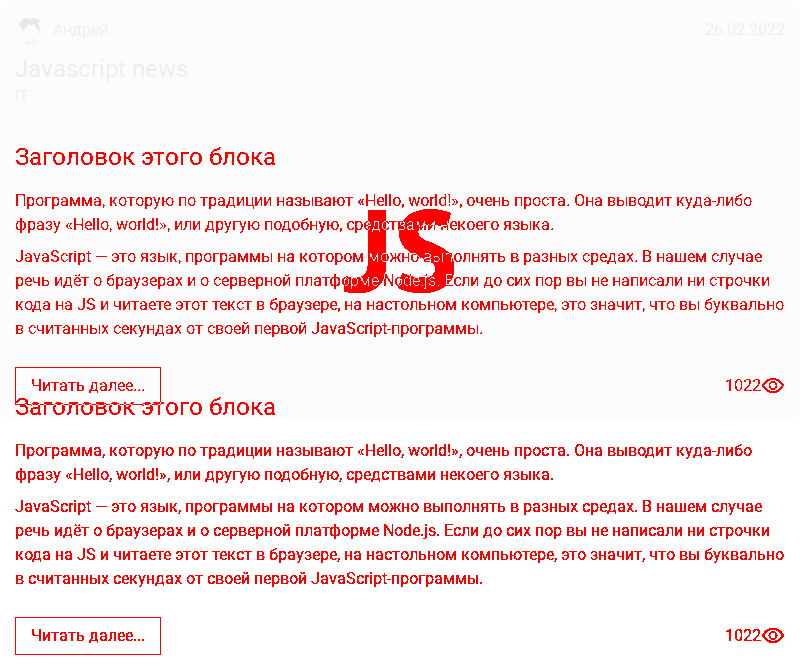 Андрей
26.02.2022
Javascript news
IT
Заголовок этого блока
Программа, которую по традиции называют «Hello, world!», очень проста. Она выводит куда-либо
фразу «Hello, world!», или другую подобную, средствами некоего языка.
JS
JavaScript — это язык, программы на котором можно выполнять в разных средах. В нашем случае
речь идёт о браузерах и о серверной платформе Node.js. Если до сих пор вы не написали ни строчки
кода на JS и читаете этот текст в браузере, на настольном компьютере, это значит, что вы буквально
в считанных секундах от своей первой JavaScript-программы.
Читать далее...
1022
Заголовок этого блока
Программа, которую по традиции называют «Hello, world!», очень проста. Она выводит куда-либо
фразу «Hello, world!», или другую подобную, средствами некоего языка.
JavaScript — это язык, программы на котором можно выполнять в разных средах. В нашем случае
речь идёт о браузерах и о серверной платформе Node.js. Если до сих пор вы не написали ни строчки
кода на JS и читаете этот текст в браузере, на настольном компьютере, это значит, что вы буквально
в считанных секундах от своей первой JavaScript-программы.
Читать далее...
1022